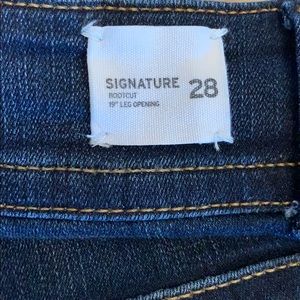 SIGNATURE 28
BOOTCUT
19" LEG OPENING